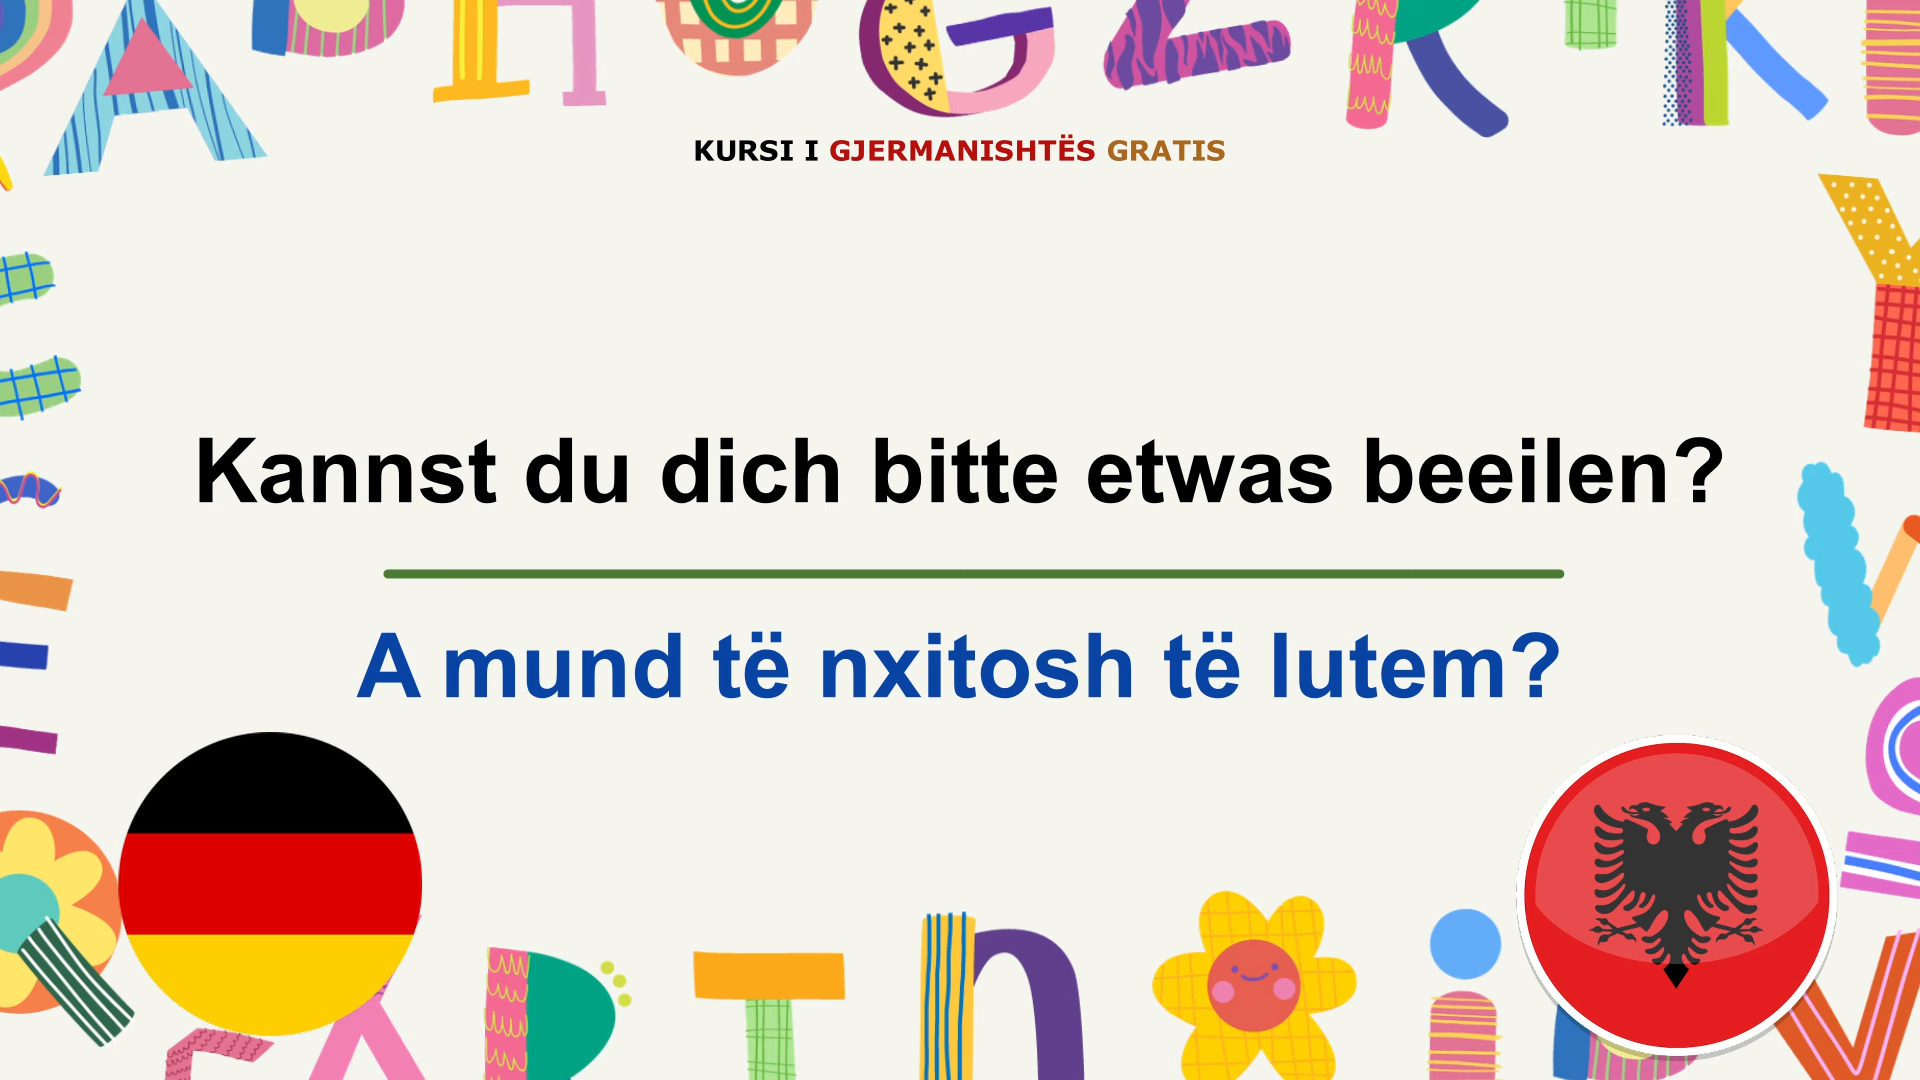 KURSI I GJERMANISHTËS GRATIS
Kannst du dich bitte etwas beeilen?
A mund të nxitosh të lutem?